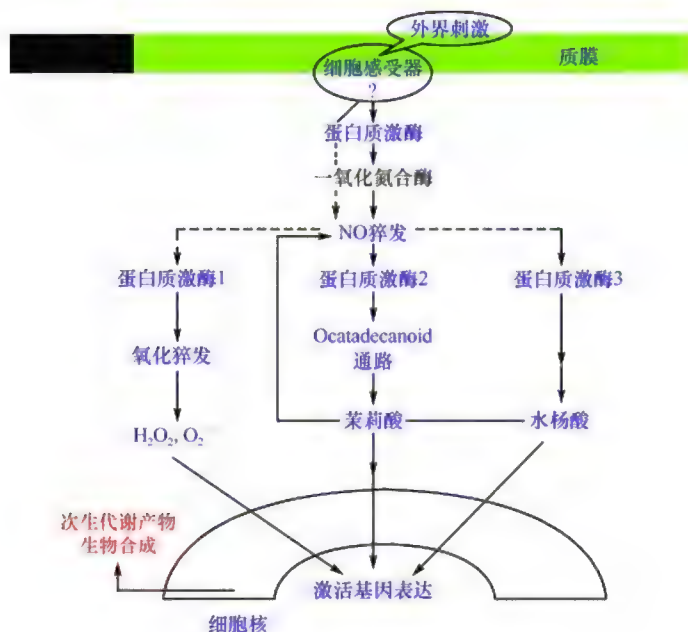 外界刺激
质膜
细胞感受器
?
蛋白质激酶
一氧化氮合酶
NO猝发
蛋白质激酶1
蛋白质激酶2
蛋白质激酶3
氧化猝发
Ocatadecanoid
通路
H₂O₂, O₂
茉莉酸
水杨酸
次生代谢产物
生物合成
激活基因表达
细胞核